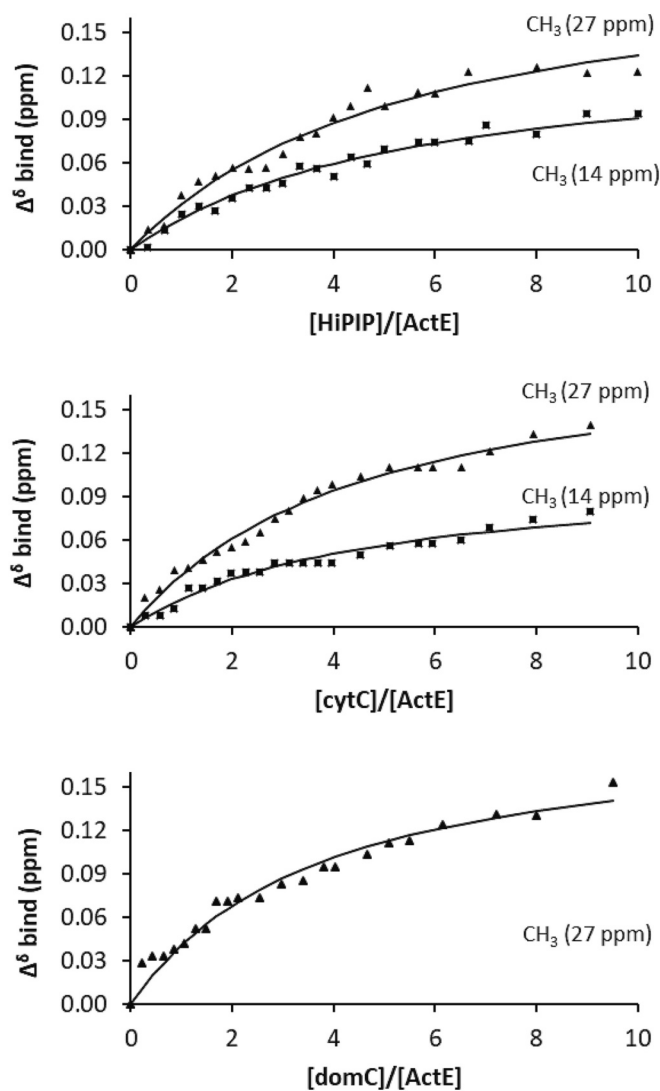 CH₃ (27 ppm)
0.15
0.12
0.09
0.06
0.03
0.00
Δᵟ bind (ppm)
CH₃ (14 ppm)
0 2 4 6 8 10
[HiPIP]/[ActE]
CH₃ (27 ppm)
0.15
0.12
0.09
0.06
0.03
0.00
Δᵟ bind (ppm)
CH₃ (14 ppm)
0 2 4 6 8 10
[cytC]/[ActE]
0.15
0.12
0.09
0.06
0.03
0.00
Δᵟ bind (ppm)
CH₃ (27 ppm)
0 2 4 6 8 10
[domC]/[ActE]